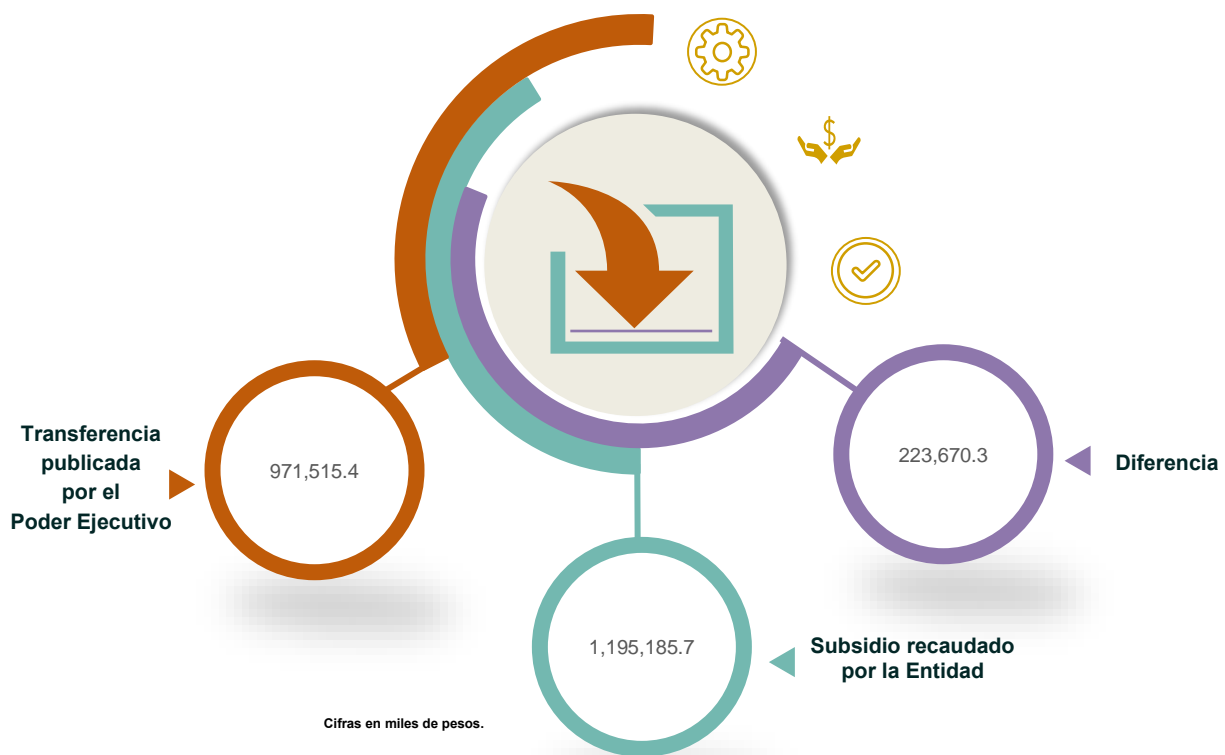 Transferencia
publicada
por el
Poder Ejecutivo
971,515.4
223,670.3
Diferencia
1,195,185.7
Subsidio recaudado
por la Entidad
Cifras en miles de pesos.
$